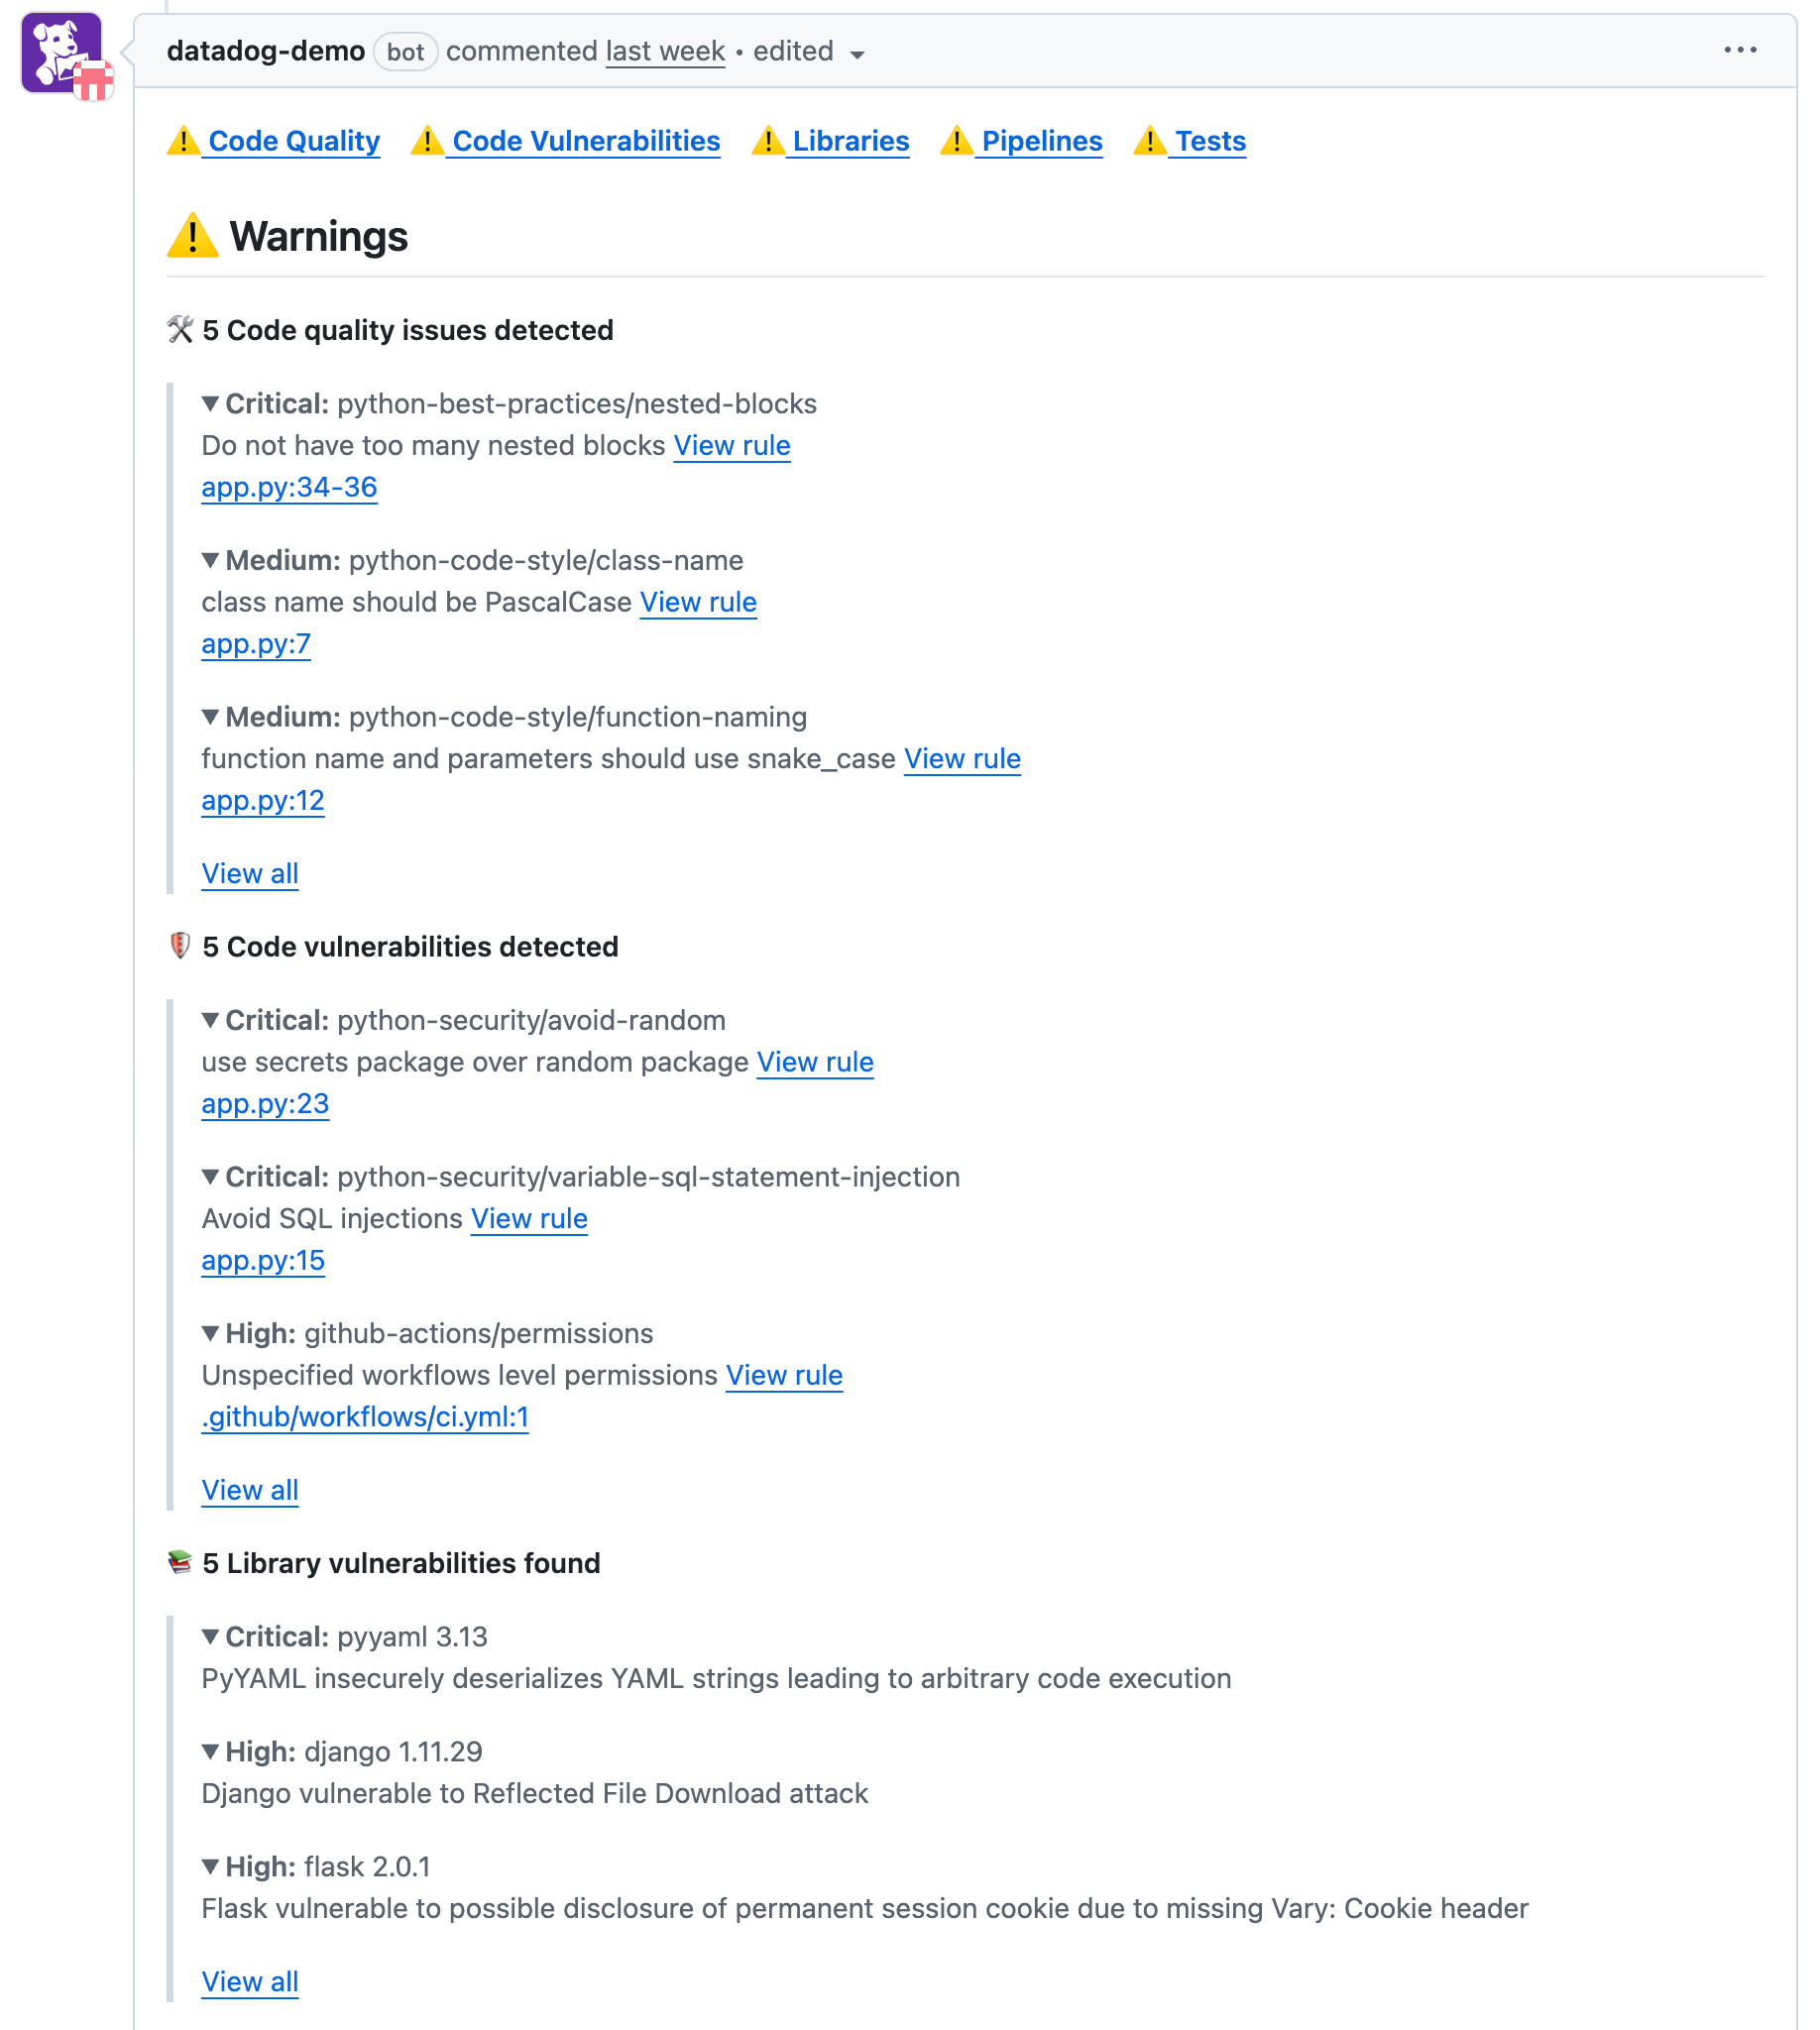 datadog-demo bot commented last week • edited
Code Quality Code Vulnerabilities Libraries Pipelines Tests
Warnings
5 Code quality issues detected
Critical: python-best-practices/nested-blocks
Do not have too many nested blocks View rule
app.py:34-36
Medium: python-code-style/class-name
class name should be PascalCase View rule
app.py:7
Medium: python-code-style/function-naming
function name and parameters should use snake_case View rule
app.py:12
View all
5 Code vulnerabilities detected
Critical: python-security/avoid-random
use secrets package over random package View rule
app.py:23
Critical: python-security/variable-sql-statement-injection
Avoid SQL injections View rule
app.py:15
High: github-actions/permissions
Unspecified workflows level permissions View rule
.github/workflows/ci.yml:1
View all
5 Library vulnerabilities found
Critical: pyyaml 3.13
PyYAML insecurely deserializes YAML strings leading to arbitrary code execution
High: django 1.11.29
Django vulnerable to Reflected File Download attack
High: flask 2.0.1
Flask vulnerable to possible disclosure of permanent session cookie due to missing Vary: Cookie header
View all